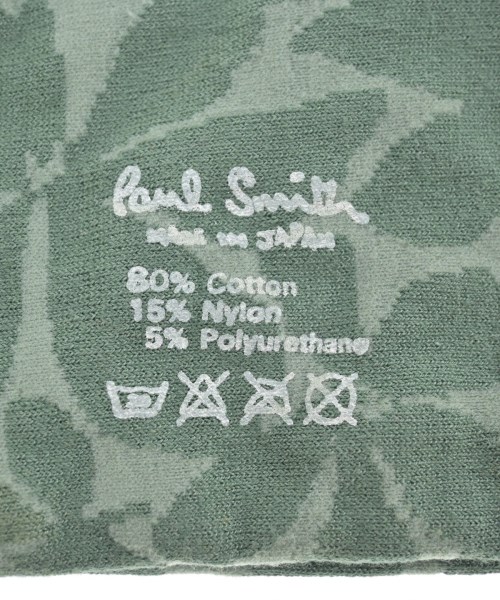 Paul Smith
MADE IN JAPAN
80% Cotton
15% Nylon
5% Polyurethane